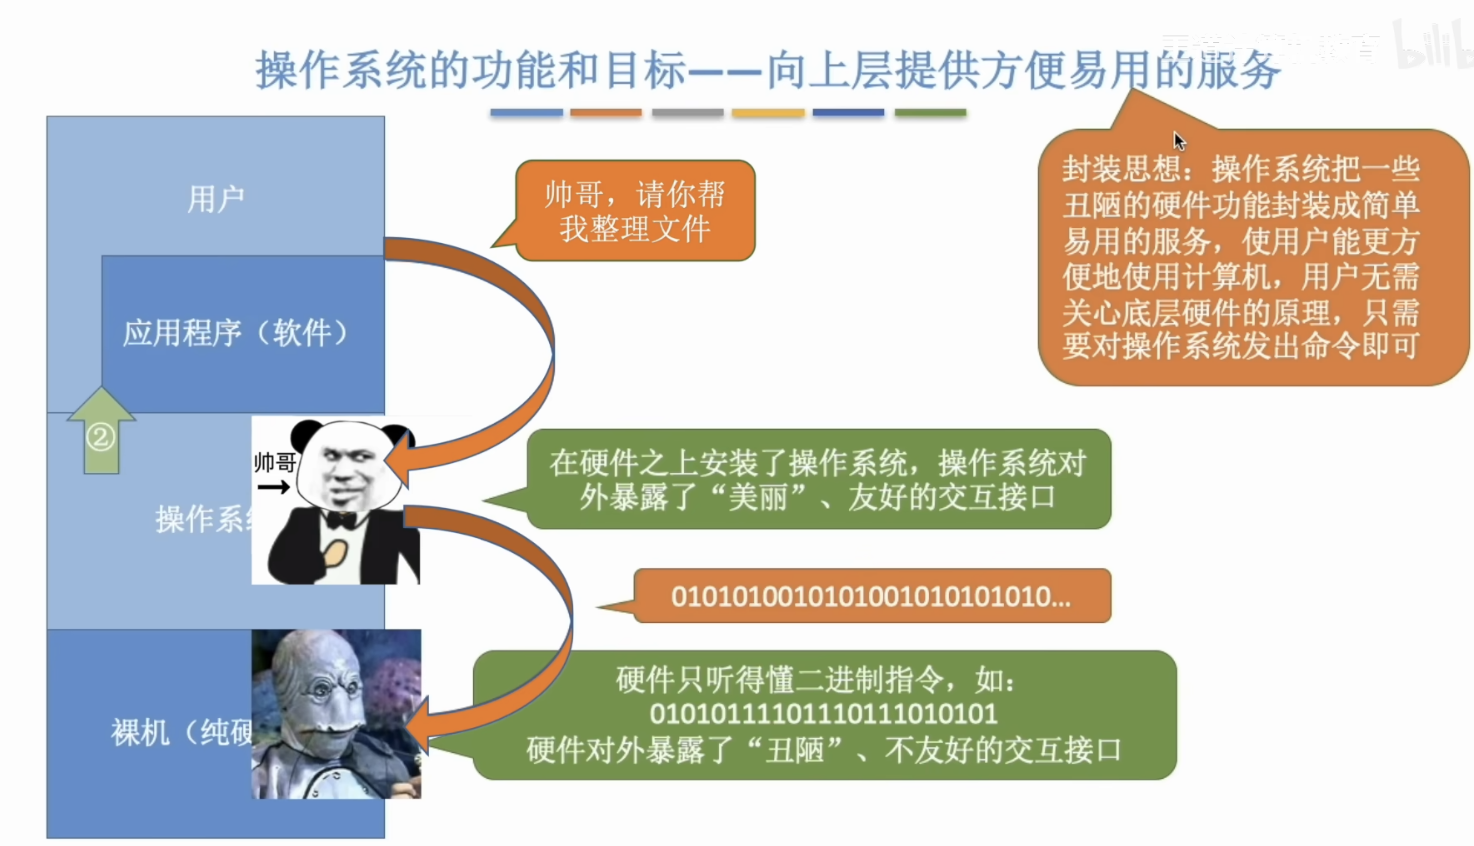 操作系统的功能和目标——向上层提供方便易用的服务
bilib
用户
应用程序（软件）
②
操作系
裸机（纯硬
帅哥，请你帮
我整理文件
封装思想：操作系统把一些
丑陋的硬件功能封装成简单
易用的服务，使用户能更方
便地使用计算机，用户无需
关心底层硬件的原理，只需
要对操作系统发出命令即可
帅哥
在硬件之上安装了操作系统，操作系统对
外暴露了“美丽”、友好的交互接口
0101010010101001010101010...
硬件只听得懂二进制指令，如：
01010111101110111010101
硬件对外暴露了“丑陋”、不友好的交互接口